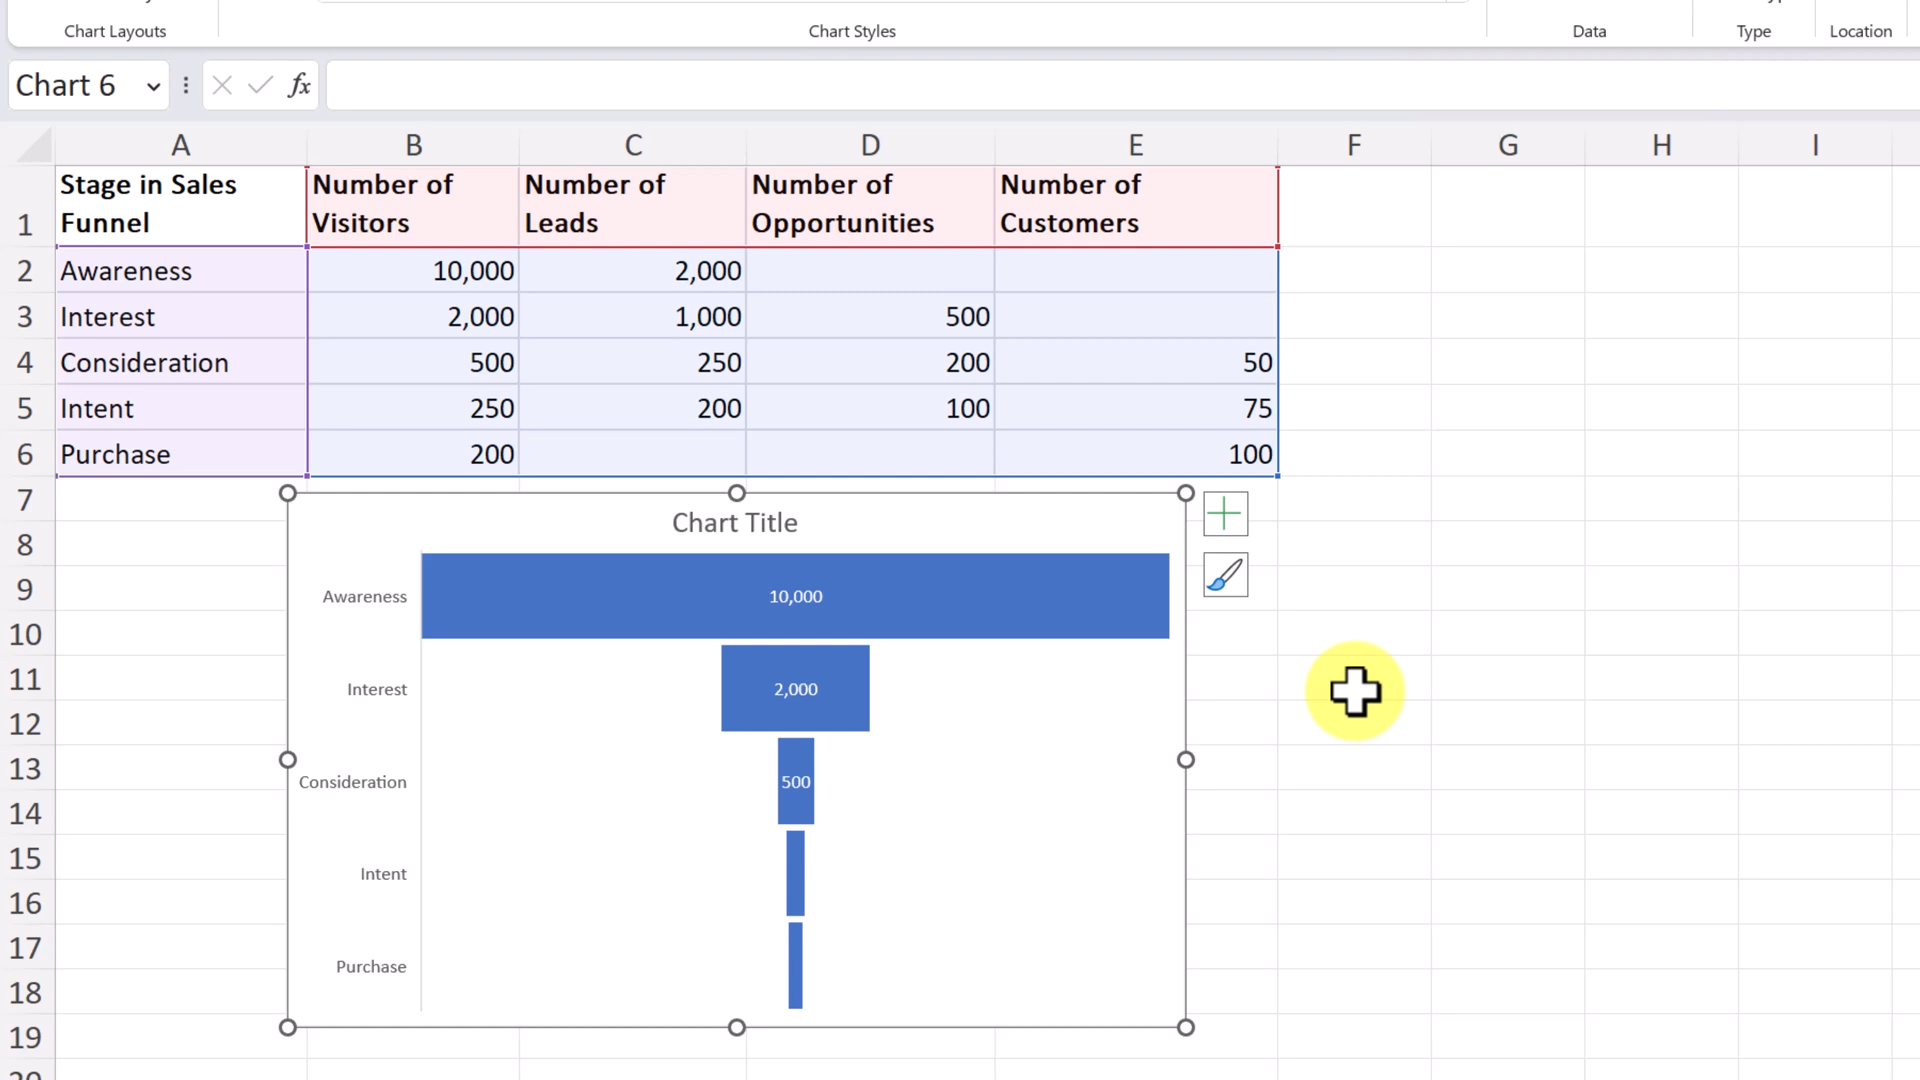 Chart Layouts Chart Styles Data Type Location
Chart 6 fx
A B C D E F G H I
Stage in Sales Number of Number of Number of Number of
1 Funnel Visitors Leads Opportunities Customers
2 Awareness 10,000 2,000
3 Interest 2,000 1,000 500
4 Consideration 500 250 200 50
5 Intent 250 200 100 75
6 Purchase 200 100
7
Chart Title
8
9
Awareness 10,000
10
11
Interest 2,000
12
13
Consideration 500
14
15
Intent
16
17
Purchase
18
19